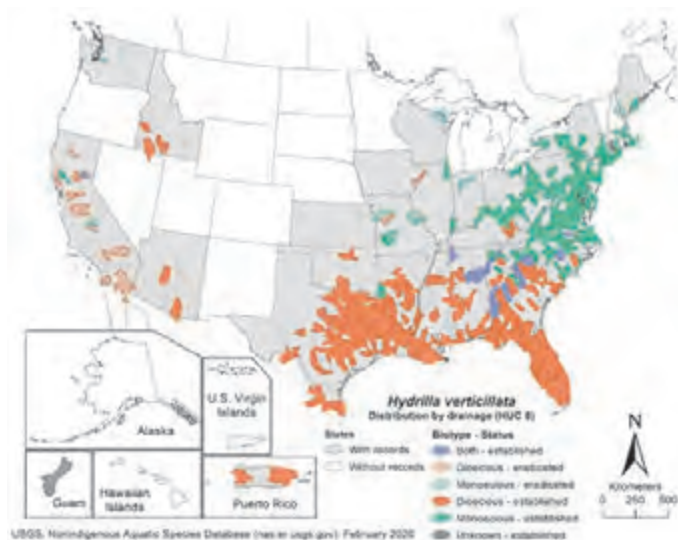 Alaska
U.S. Virgin
Islands
Guam
Hawaiian
Islands
Puerto Rico
Hydrilla verticillata
Distribution by drainage (HUC 8)
States
With records
Without records
Biotype - Status
Both - established
Dioecious - eradicated
Monoecious - eradicated
Dioecious - established
Monoecious - established
Unknown - established
N
Kilometers
0 250 500
USGS, Nonindigenous Aquatic Species Database (nas.er.usgs.gov) February 2020